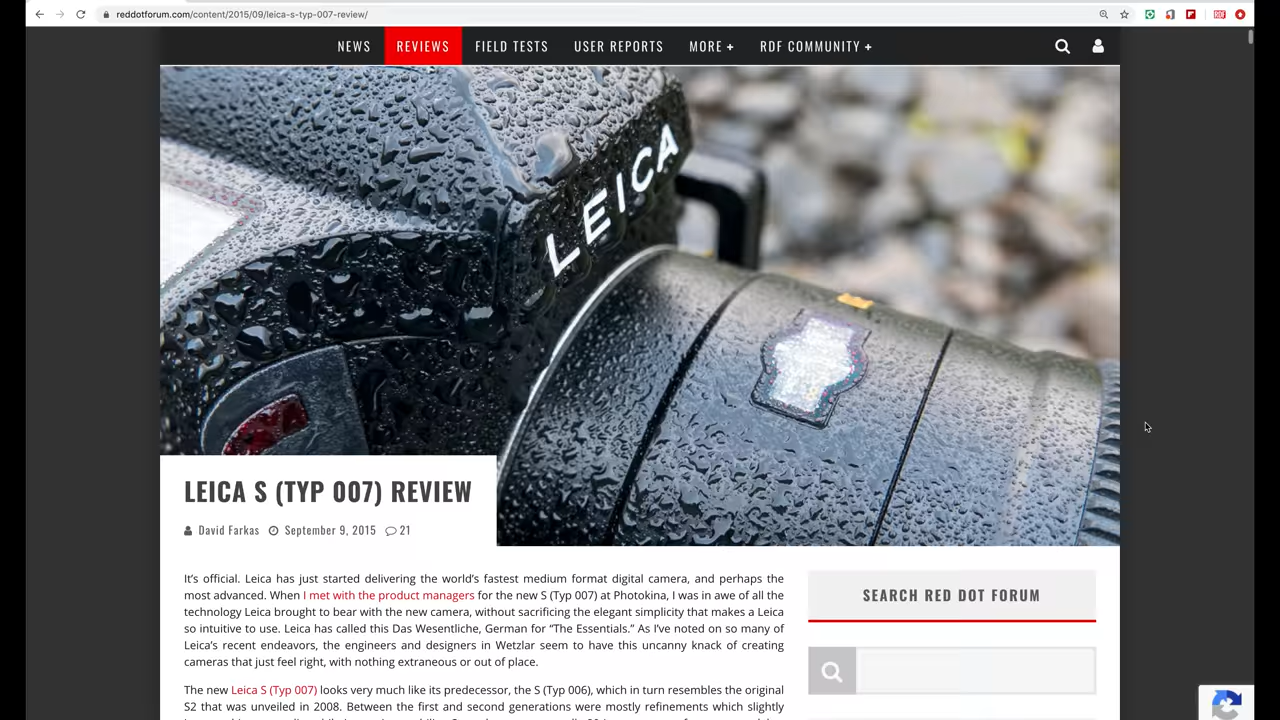 reddotforum.com/content/2015/09/leica-s-typ-007-review/
NEWS REVIEWS FIELD TESTS USER REPORTS MORE + RDF COMMUNITY +
LEICA
LEICA S (TYP 007) REVIEW
David Farkas September 9, 2015 21
It's official. Leica has just started delivering the world's fastest medium format digital camera, and perhaps the
most advanced. When I met with the product managers for the new S (Typ 007) at Photokina, I was in awe of all the
technology Leica brought to bear with the new camera, without sacrificing the elegant simplicity that makes a Leica
so intuitive to use. Leica has called this Das Wesentliche, German for “The Essentials.” As I've noted on so many of
Leica's recent endeavors, the engineers and designers in Wetzlar seem to have this uncanny knack of creating
cameras that just feel right, with nothing extraneous or out of place.
SEARCH RED DOT FORUM
The new Leica S (Typ 007) looks very much like its predecessor, the S (Typ 006), which in turn resembles the original
S2 that was unveiled in 2008. Between the first and second generations were mostly refinements which slightly